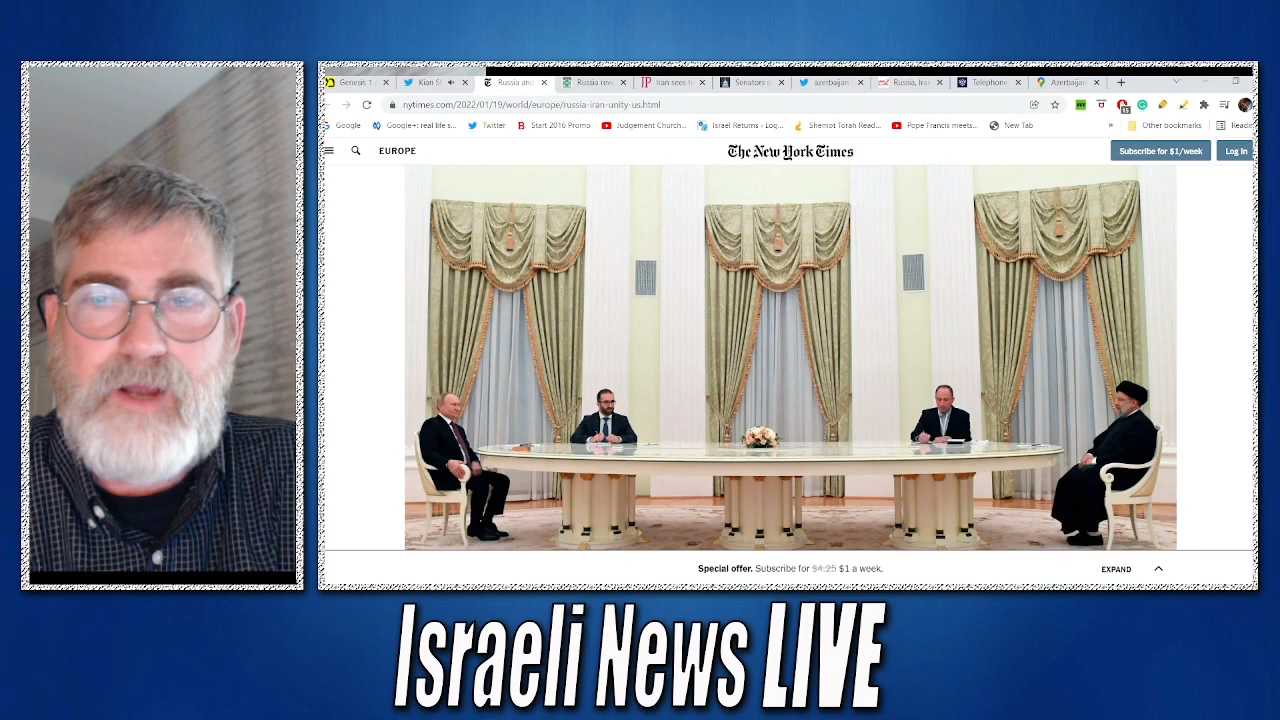 Genesis 1
Kian S
Russia and
Russia rev
Iran sees t
Senators s
azerbaijan
Russia, Iran
Telephone
Azerbaijan
nytimes.com/2022/01/19/world/europe/russia-iran-unity-us.html
15
Google
Google+: real life s...
Twitter
Start 2016 Promo
Judgement Church...
Israel Returns - Log...
Shemot Torah Read...
Pope Francis meets...
New Tab
»
Other bookmarks
Readin
EUROPE
The New York Times
Subscribe for $1/week
Log In
Special offer. Subscribe for $4.25 $1 a week.
EXPAND
Israeli News LIVE